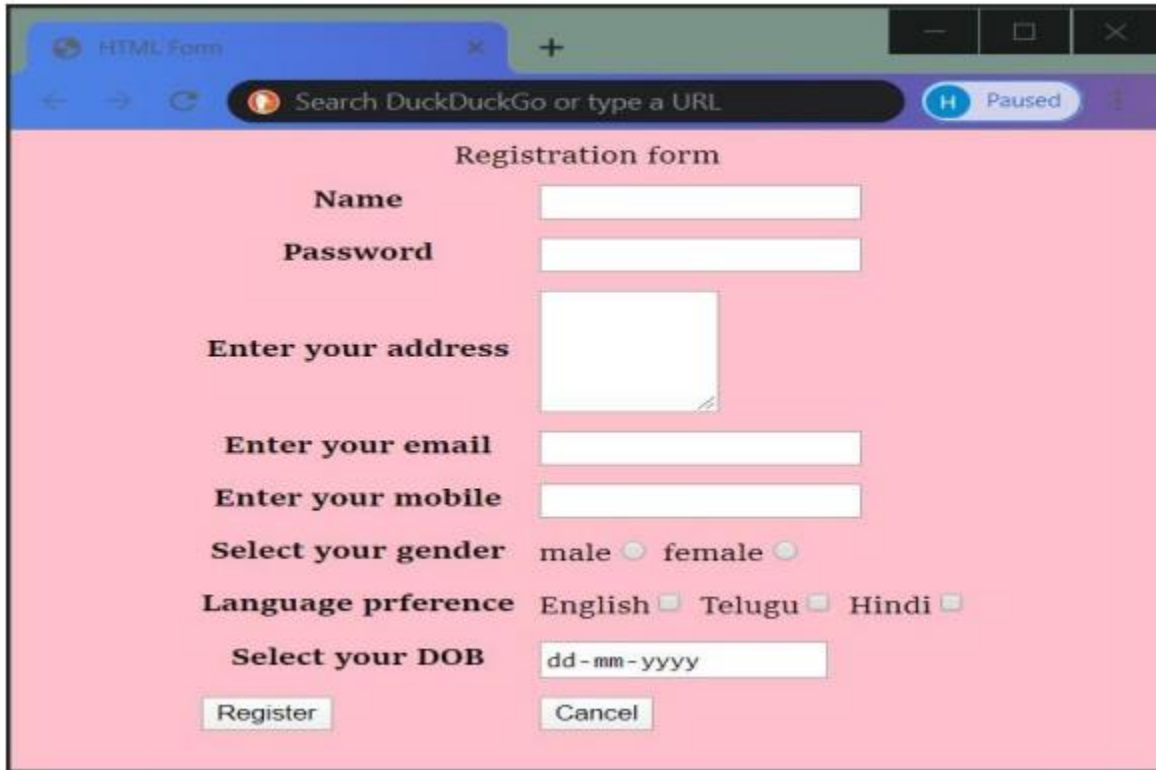 HTML Form
Search DuckDuckGo or type a URL
H Paused
Registration form
Name
Password
Enter your address
Enter your email
Enter your mobile
Select your gender male female
Language prference English Telugu Hindi
Select your DOB dd-mm-yyyy
Register Cancel